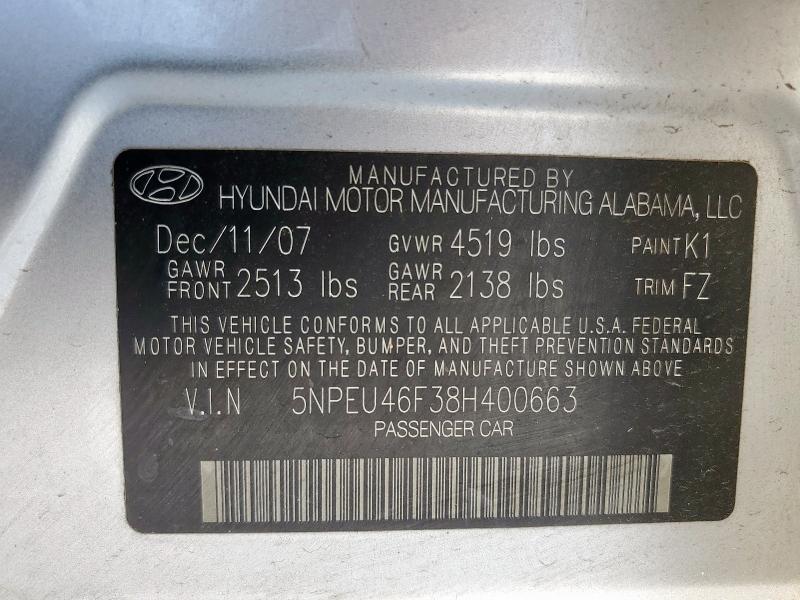 MANUFACTURED BY
HYUNDAI MOTOR MANUFACTURING ALABAMA, LLC
Dec/11/07 GVWR 4519 lbs PAINT K1
GAWR FRONT 2513 lbs GAWR REAR 2138 lbs TRIM FZ
THIS VEHICLE CONFORMS TO ALL APPLICABLE U.S.A. FEDERAL
MOTOR VEHICLE SAFETY, BUMPER, AND THEFT PREVENTION STANDARDS
IN EFFECT ON THE DATE OF MANUFACTURE SHOWN ABOVE
V.I.N 5NPEU46F38H400663
PASSENGER CAR